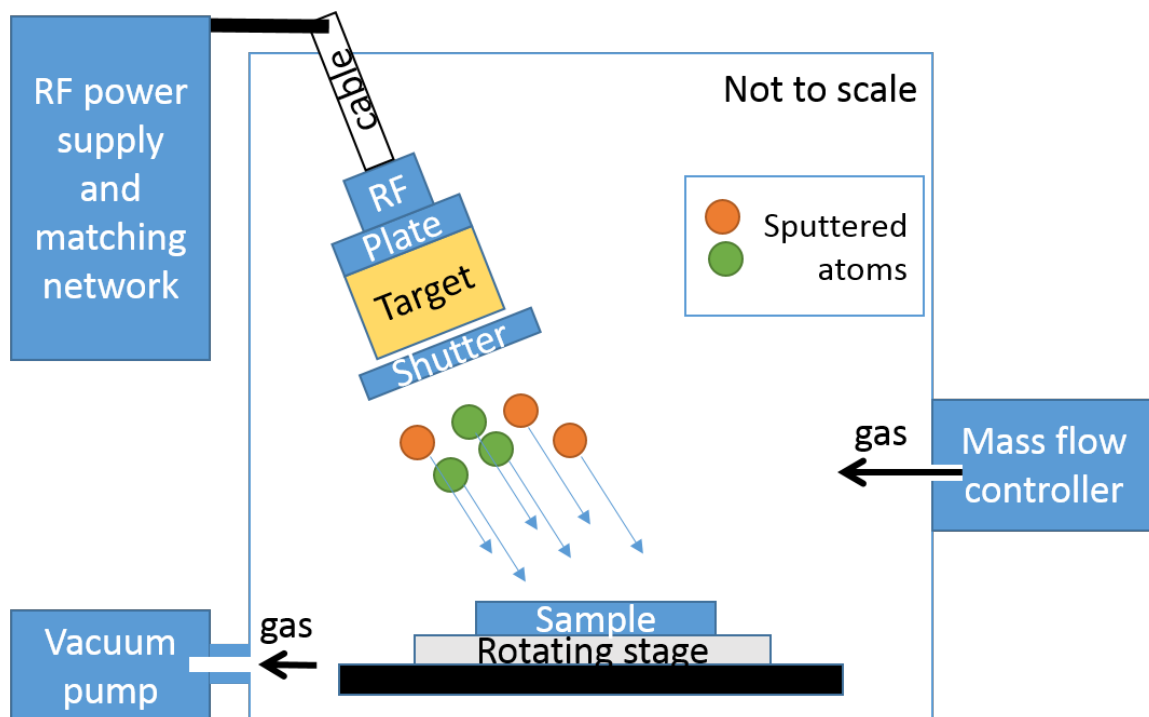 RF power
supply
and
matching
network
cable
Not to scale
RF
Plate
Target
Shutter
Sputtered
atoms
gas
Mass flow
controller
Sample
Rotating stage
gas
Vacuum
pump